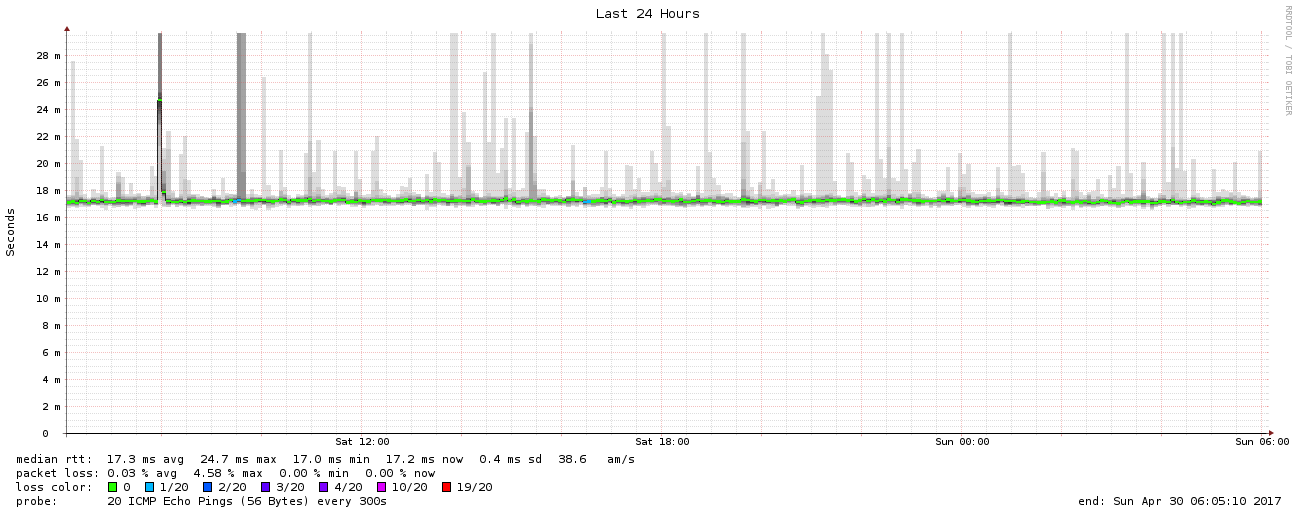 Last 24 Hours
RRDTOOL / TOBI OETIKER
Seconds
28 m
26 m
24 m
22 m
20 m
18 m
16 m
14 m
12 m
10 m
8 m
6 m
4 m
2 m
0
Sat 12:00 Sat 18:00 Sun 00:00 Sun 06:00
median rtt: 17.3 ms avg 24.7 ms max 17.0 ms min 17.2 ms now 0.4 ms sd 38.6 am/s
packet loss: 0.03 % avg 4.58 % max 0.00 % min 0.00 % now
loss color: 0 1/20 2/20 3/20 4/20 10/20 19/20
probe: 20 ICMP Echo Pings (56 Bytes) every 300s end: Sun Apr 30 06:05:10 2017